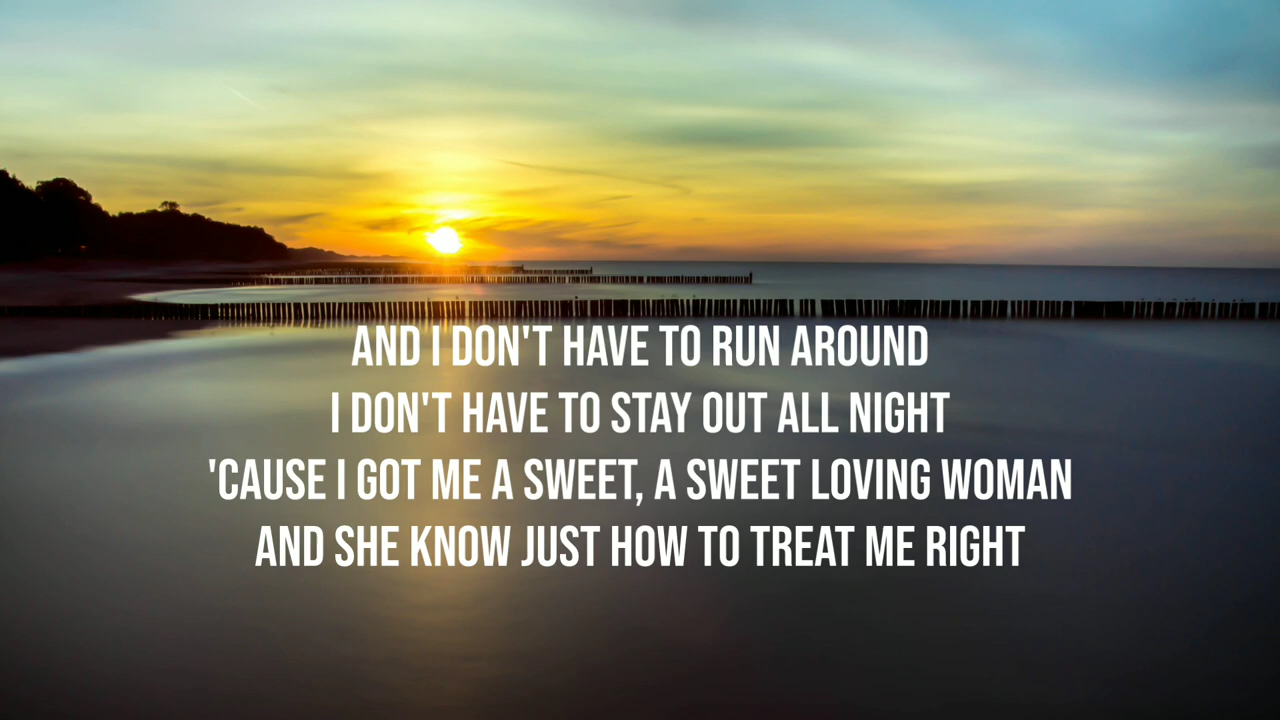 AND I DON'T HAVE TO RUN AROUND
I DON'T HAVE TO STAY OUT ALL NIGHT
'CAUSE I GOT ME A SWEET, A SWEET LOVING WOMAN
AND SHE KNOW JUST HOW TO TREAT ME RIGHT